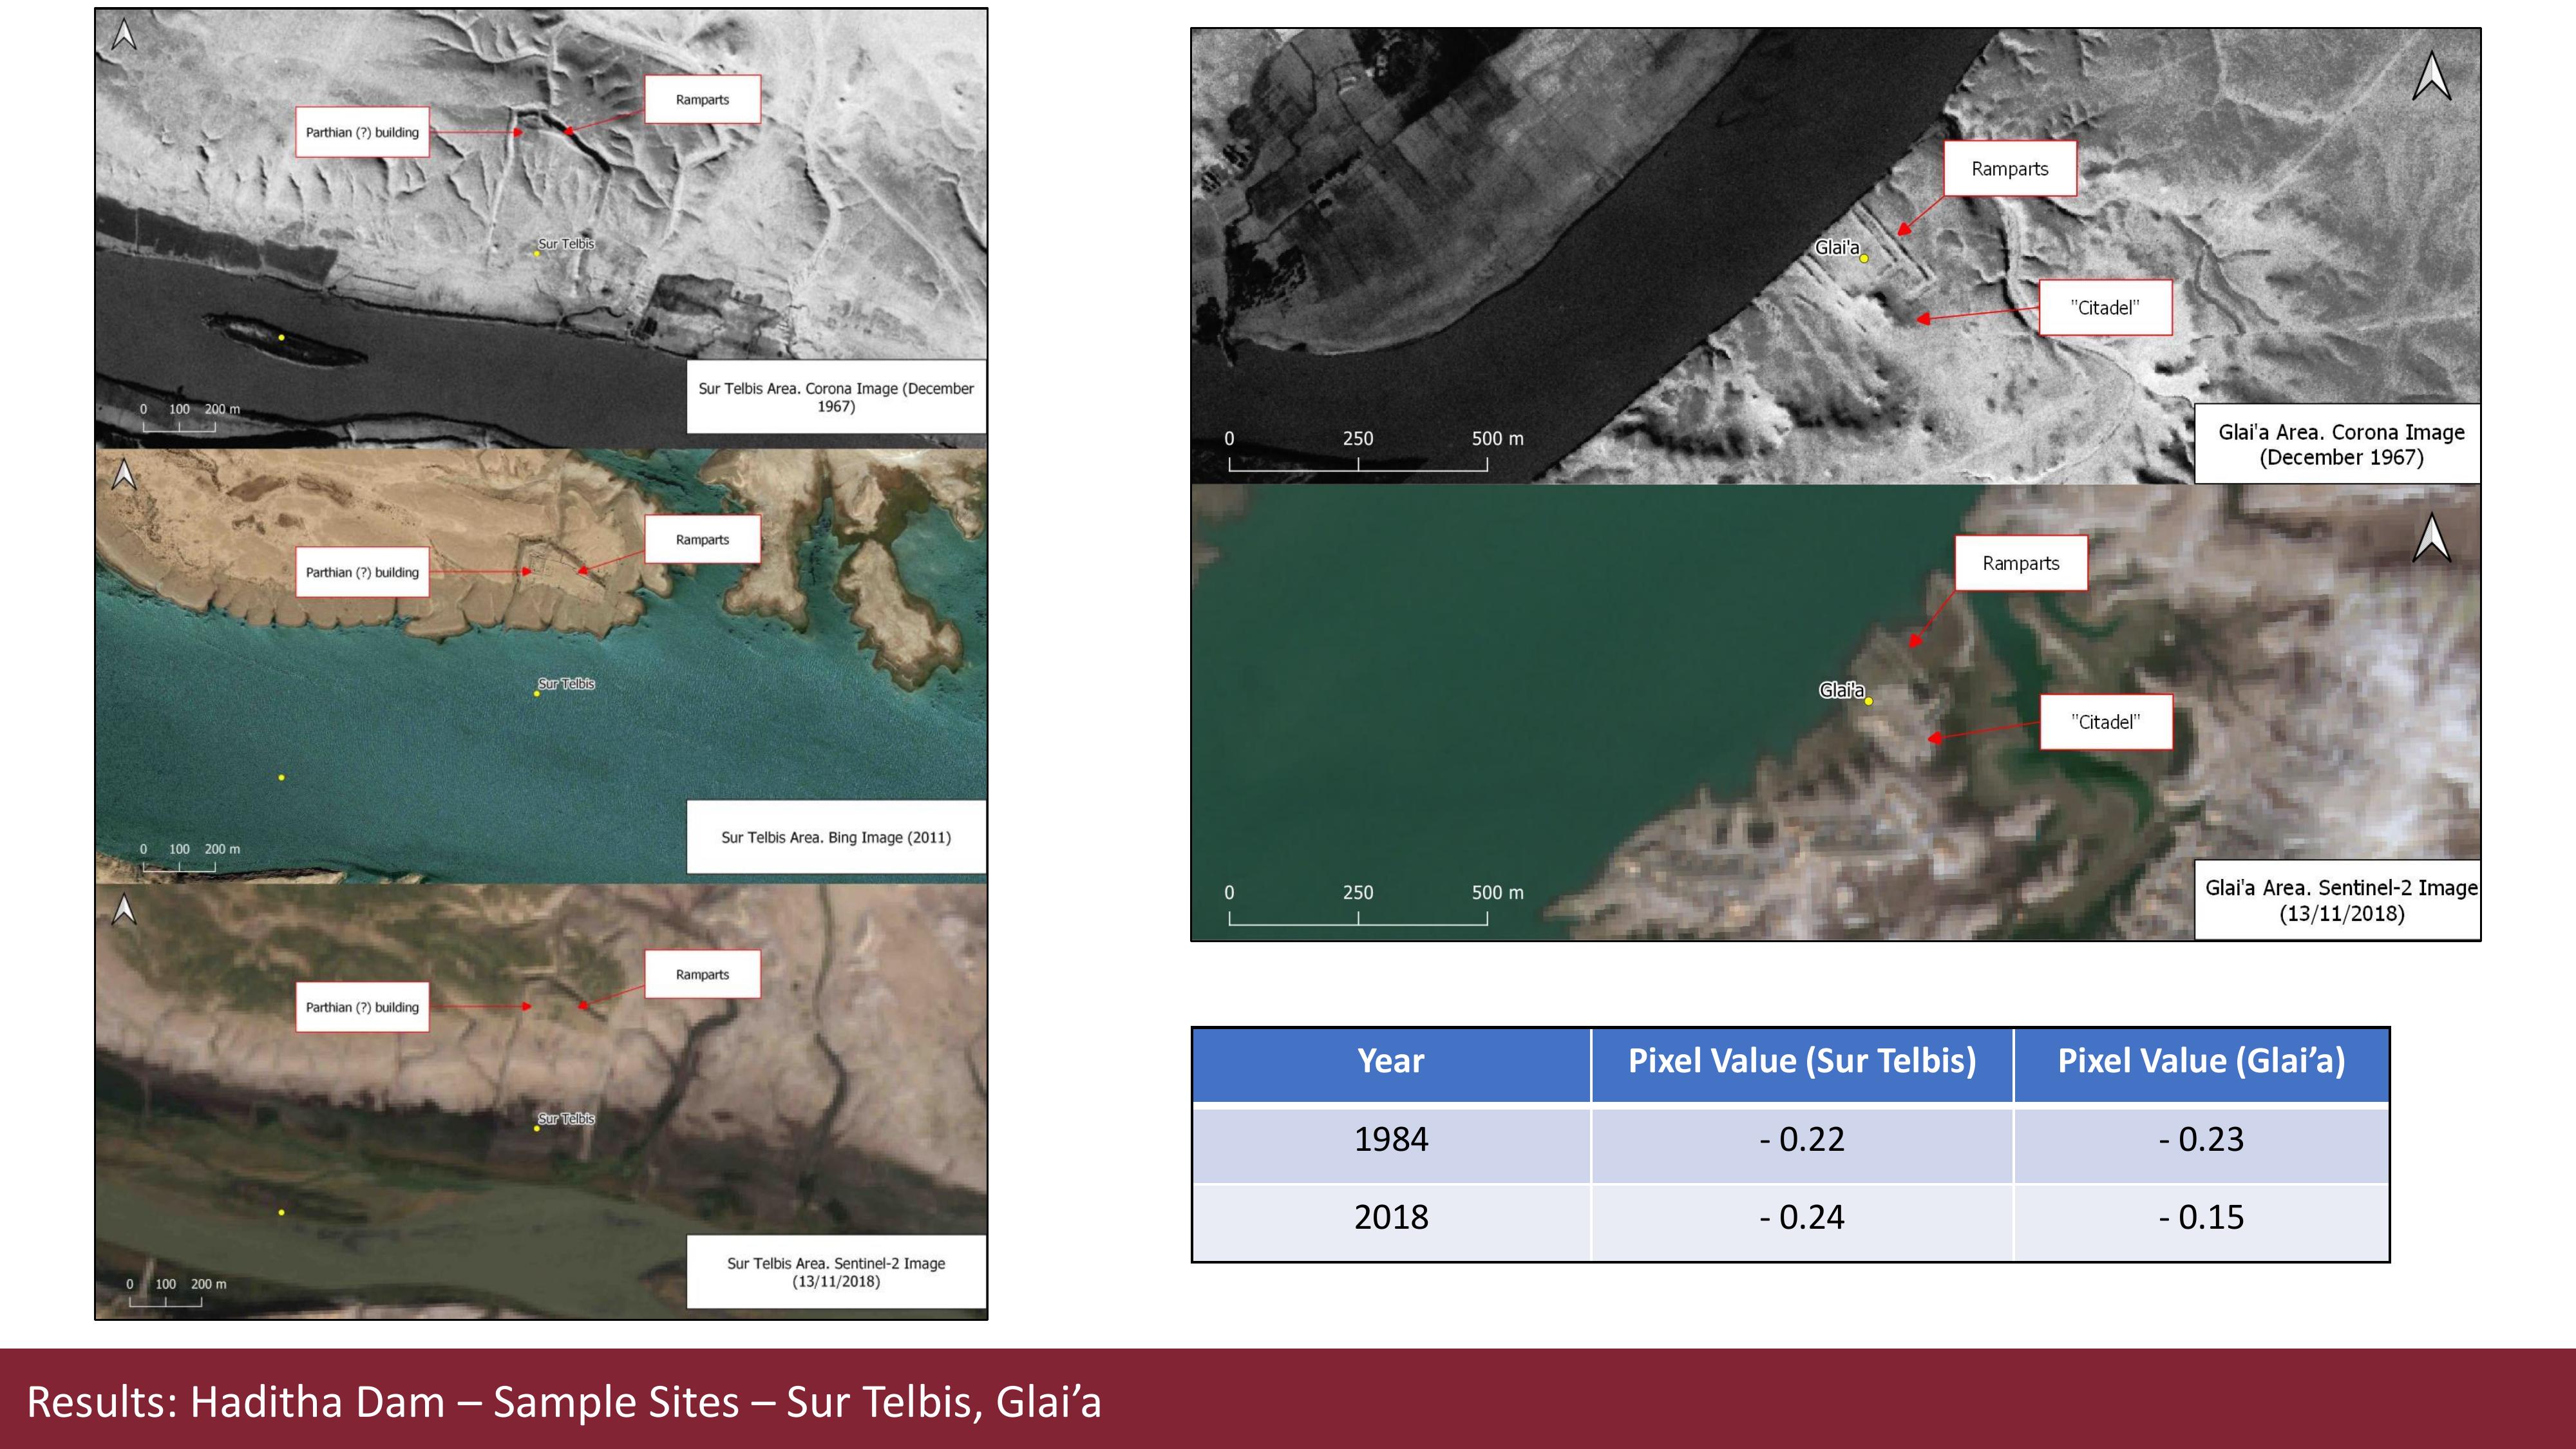 Ramparts
Parthian (?) building
Sur Telbis
Sur Telbis Area. Corona Image (December
1967)
0 100 200 m
Ramparts
Parthian (?) building
Sur Telbis
Sur Telbis Area. Bing Image (2011)
0 100 200 m
Ramparts
Parthian (?) building
Sur Telbis
Sur Telbis Area. Sentinel-2 Image
(13/11/2018)
0 100 200 m
Ramparts
Glai'a
"Citadel"
0 250 500 m
Glai'a Area. Corona Image
(December 1967)
Ramparts
Glai'a
"Citadel"
0 250 500 m
Glai'a Area. Sentinel-2 Image
(13/11/2018)
Year Pixel Value (Sur Telbis) Pixel Value (Glai’a)
1984 - 0.22 - 0.23
2018 - 0.24 - 0.15
Results: Haditha Dam – Sample Sites – Sur Telbis, Glai’a